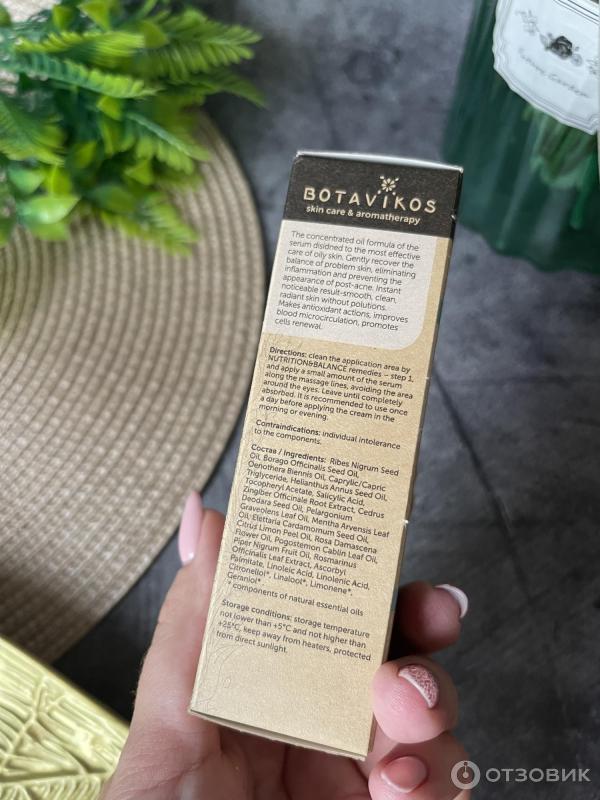 BOTAVIKOS
skin care & aromatherapy
The concentrated oil formula of the
serum disidned to the most effective
care of oily skin. Gently recover the
balance of problem skin, eliminating
inflammation and preventing the
appearance of post-acne. Instant
noticeable result-smooth, clean,
radiant skin without polutions.
Makes antioxidant actions, improves
blood microcirculation, promotes
cells renewal.
Directions: clean the application area by
NUTRITION&BALANCE remedies – step 1,
and apply a small amount of the serum
along the massage lines, avoiding the area
around the eyes. Leave until completely
absbrbed. It is recommended to use once
a day before applying the cream in the
morning or evening.
Contraindications: individual intolerance
to the components.
Состав / Ingredients: Ribes Nigrum Seed
Oil, Borago Officinalis Seed Oil,
Oenothera Biennis Oil, Caprylic/Capric
Triglyceride, Helianthus Annus Seed Oil,
Tocopheryl Acetate, Salicylic Acid,
Zingiber Officinale Root Extract, Cedrus
Deodara Seed Oil, Pelargonium
Graveolens Leaf Oil, Mentha Arvensis Leaf
Oil, Elettaria Cardamomum Seed Oil,
Citrus Limon Peel Oil, Rosa Damascena
Flower Oil, Pogostemon Cablin Leaf Oil,
Piper Nigrum Fruit Oil, Rosmarinus
Officinalis Leaf Extract, Ascorbyl
Palmitate, Linoleic Acid, Linolenic Acid,
Citronellol*, Linaloot*, Limonene*,
Geraniol*.
* components of natural essential oils
Storage conditions: storage temperature
not lower than +5°C and not higher than
+25°C, keep away from heaters, protected
from direct sunlight.
Garden
ОТЗОВИК